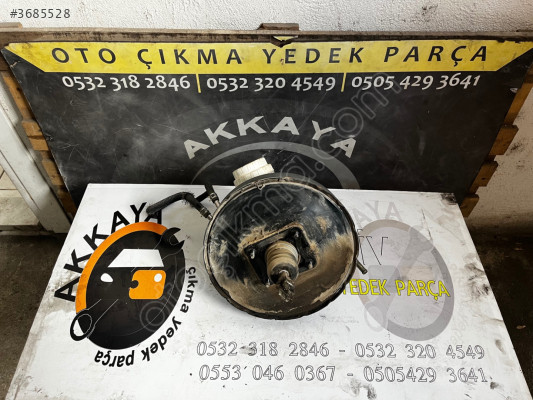 #3685528
OTO ÇIKMA YEDEK PARÇA
0532 318 2846 | 0532 320 4549 | 0505 429 3641
AKKAYA
AKKAYA
çıkma yedek parça
YEDEK PARÇA
0532 318 2846 - 0532 320 4549
0553 046 0367 - 0505429 3641